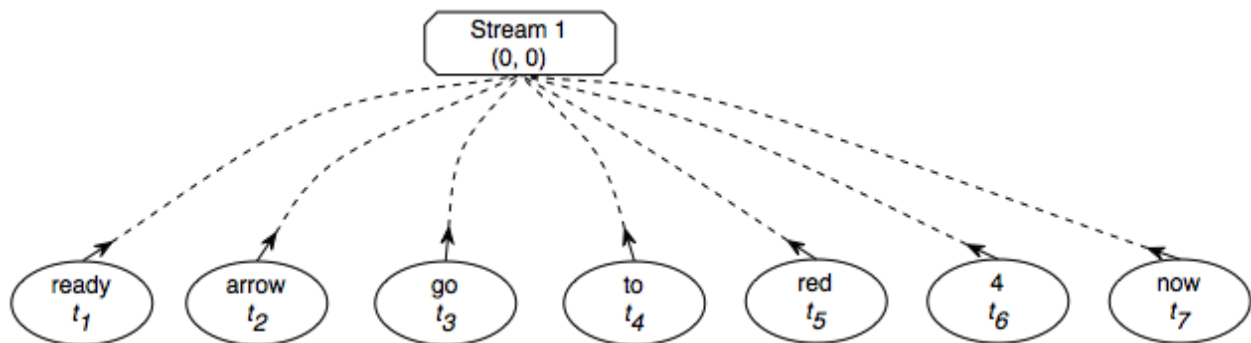 Stream 1
(0, 0)
ready
t1
arrow
t2
go
t3
to
t4
red
t5
4
t6
now
t7